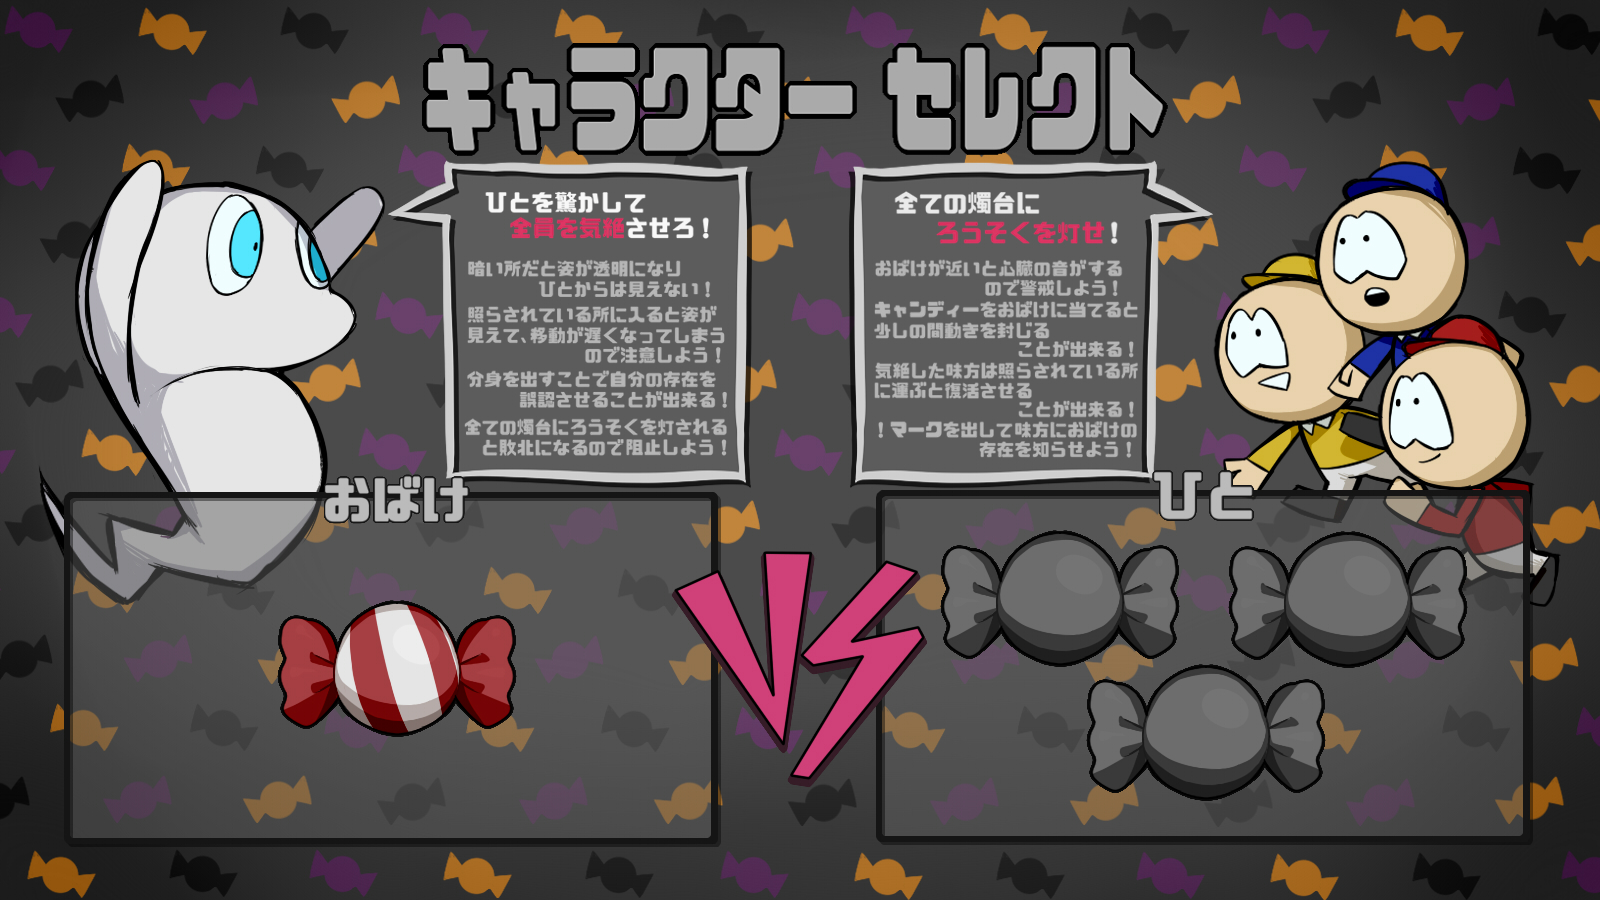 キャラクター セレクト
ひとを驚かして
全員を気絶させろ！
暗い所だと姿が透明になり
ひとからは見えない！
照らされている所に入ると姿が
見えて、移動が遅くなってしまう
ので注意しよう！
分身を出すことで自分の存在を
誤認させることが出来る！
全ての燭台にろうそくを灯される
と敗北になるので阻止しよう！
全ての燭台に
ろうそくを灯せ！
おばけが近いと心臓の音がする
ので警戒しよう！
キャンディーをおばけに当てると
少しの間動きを封じる
ことが出来る！
気絶した味方は照らされている所
に運ぶと復活させる
ことが出来る！
！マークを出して味方におばけの
存在を知らせよう！
おばけ
ひと
VS